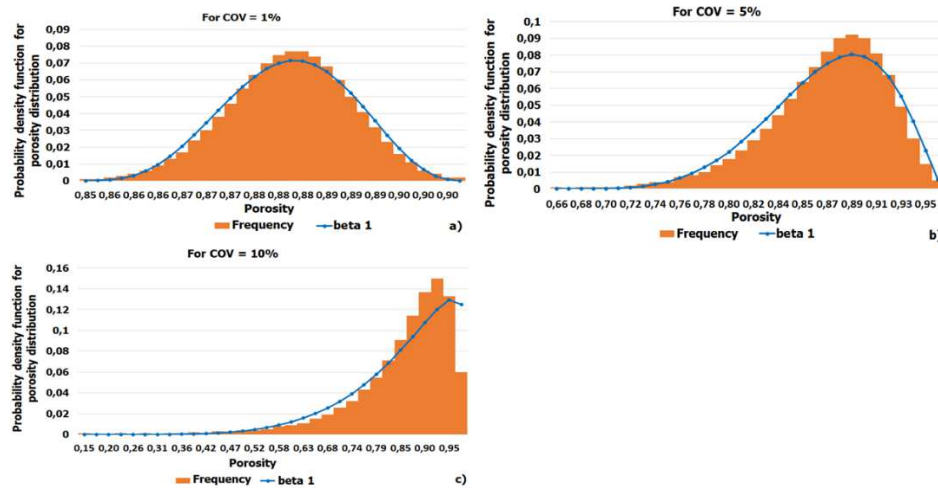 For COV = 1%
Probability density function for
porosity distribution
0,09
0,08
0,07
0,06
0,05
0,04
0,03
0,02
0,01
0
0,85 0,86 0,86 0,86 0,87 0,87 0,87 0,88 0,88 0,88 0,89 0,89 0,89 0,90 0,90 0,90
Porosity
Frequency beta 1
a)
For COV = 5%
Probability density function for
porosity distribution
0,1
0,09
0,08
0,07
0,06
0,05
0,04
0,03
0,02
0,01
0
0,66 0,68 0,70 0,72 0,74 0,76 0,78 0,80 0,82 0,84 0,85 0,87 0,89 0,91 0,93 0,95
Porosity
Frequency beta 1
b)
For COV = 10%
Probability density function for
porosity distribution
0,16
0,14
0,12
0,1
0,08
0,06
0,04
0,02
0
0,15 0,20 0,26 0,31 0,36 0,42 0,47 0,52 0,58 0,63 0,68 0,74 0,79 0,85 0,90 0,95
Porosity
Frequency beta 1
c)